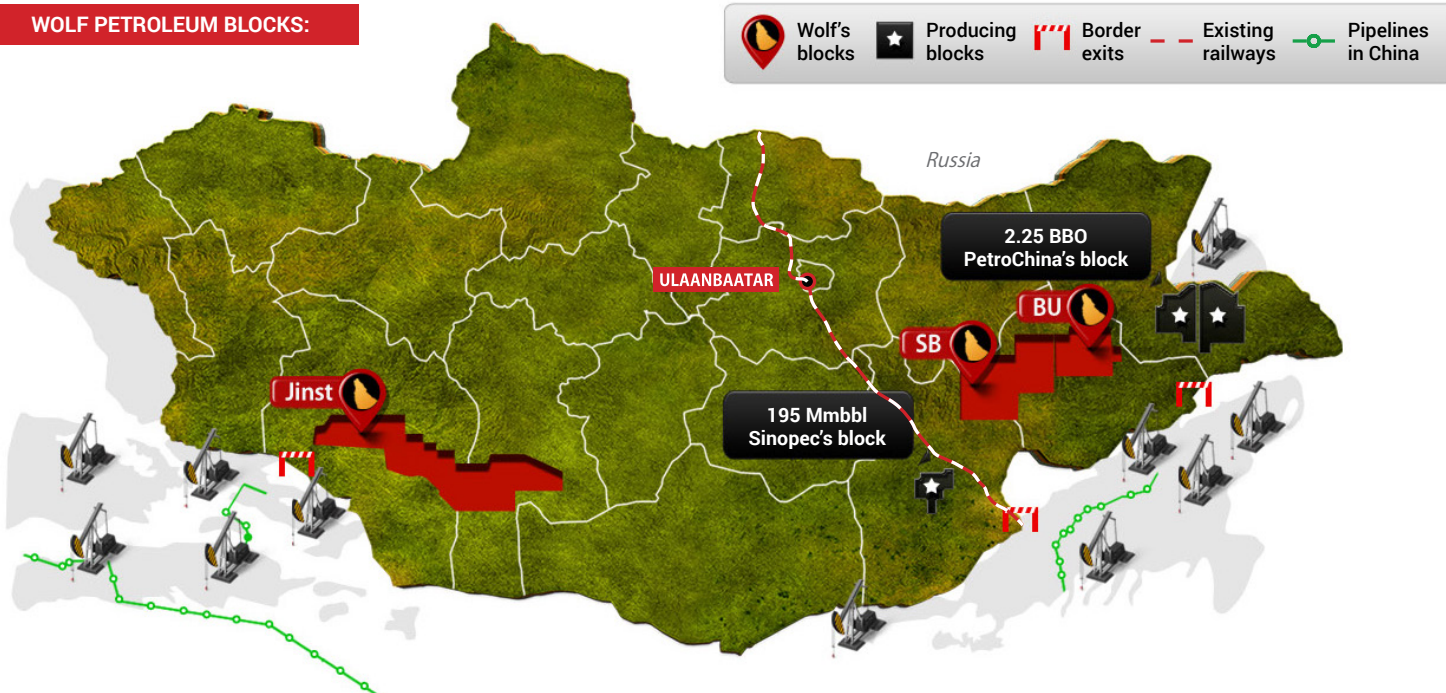 WOLF PETROLEUM BLOCKS:
Wolf's
blocks
Producing
blocks
Border
exits
Existing
railways
Pipelines
in China
Russia
2.25 BBO
PetroChina's block
ULAANBAATAR
BU
SB
Jinst
195 Mmbbl
Sinopec's block